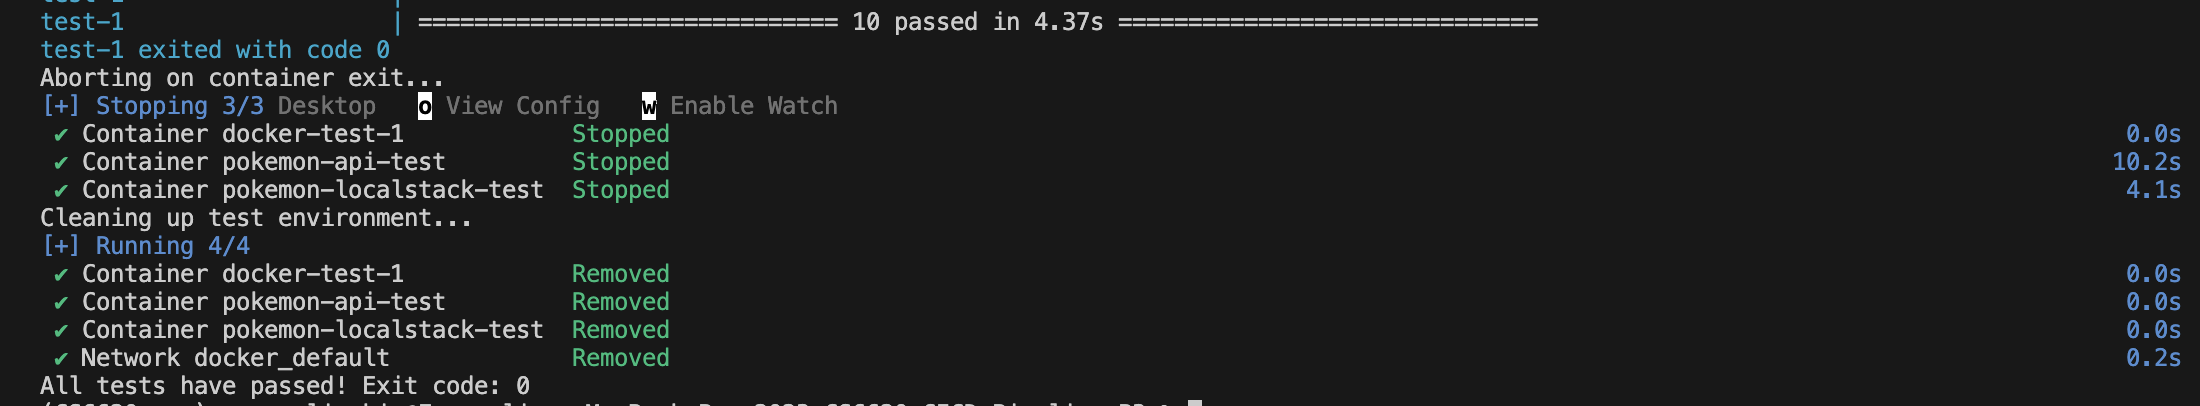 test-1 | ============================== 10 passed in 4.37s ==============================
test-1 exited with code 0
Aborting on container exit...
[+] Stopping 3/3 Desktop o View Config w Enable Watch
✔ Container docker-test-1 Stopped 0.0s
✔ Container pokemon-api-test Stopped 10.2s
✔ Container pokemon-localstack-test Stopped 4.1s
Cleaning up test environment...
[+] Running 4/4
✔ Container docker-test-1 Removed 0.0s
✔ Container pokemon-api-test Removed 0.0s
✔ Container pokemon-localstack-test Removed 0.0s
✔ Network docker_default Removed 0.2s
All tests have passed! Exit code: 0